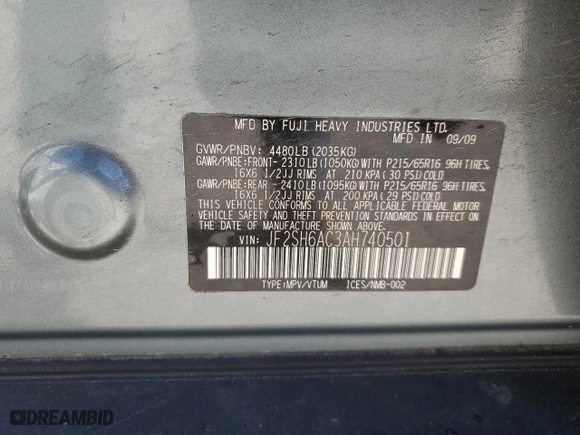 MFD BY FUJI HEAVY INDUSTRIES LTD.
MFD IN 09/09
GVWR/PNBV: 4480LB (2035KG)
GAWR/PNBE:FRONT- 2310LB (1050KG) WITH P215/65R16 96H TIRES,
16X6 1/2JJ RIMS AT 210 KPA (30 PSI) COLD
GAWR/PNBE:REAR -2410LB (1095KG) WITH P215/65R16 96H TIRES,
16X6 1/2JJ RIMS AT 200 KPA (29 PSI) COLD
THIS VEHICLE CONFORMS TO ALL APPLICABLE FEDERAL MOTOR VEHICLE
SAFETY AND THEFT PREVENTION STANDARDS IN EFFECT ON
THE DATE OF MANUFACTURE SHOWN ABOVE.
VIN: JF2SH6AC3AH740501
TYPE:MPV/VTUM ICES/NMB-002
DREAMBID